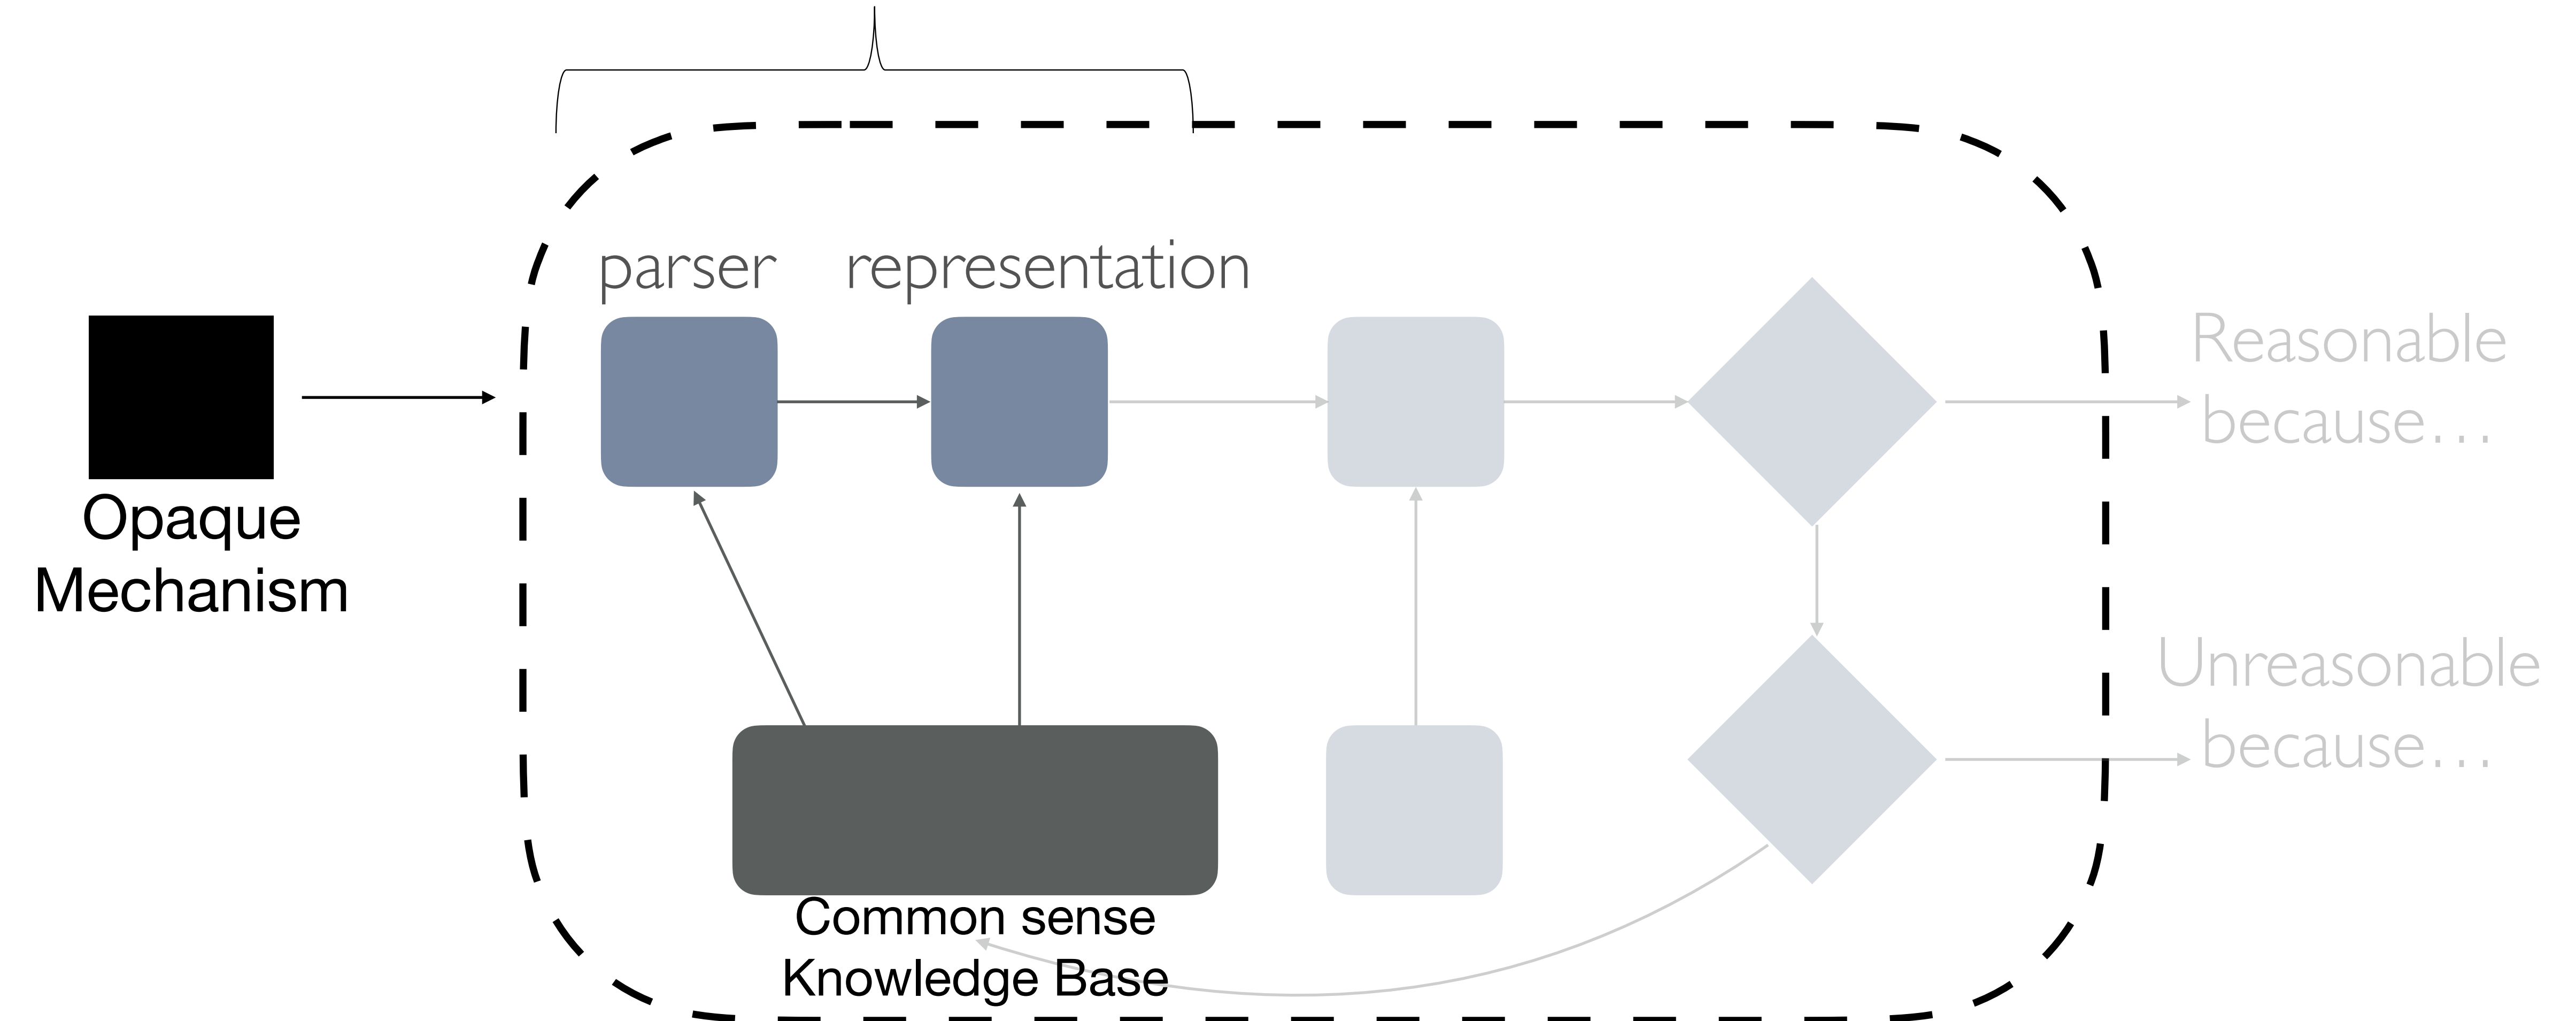 parser
representation
Opaque
Mechanism
Reasonable
because…
Unreasonable
because…
Common sense
Knowledge Base